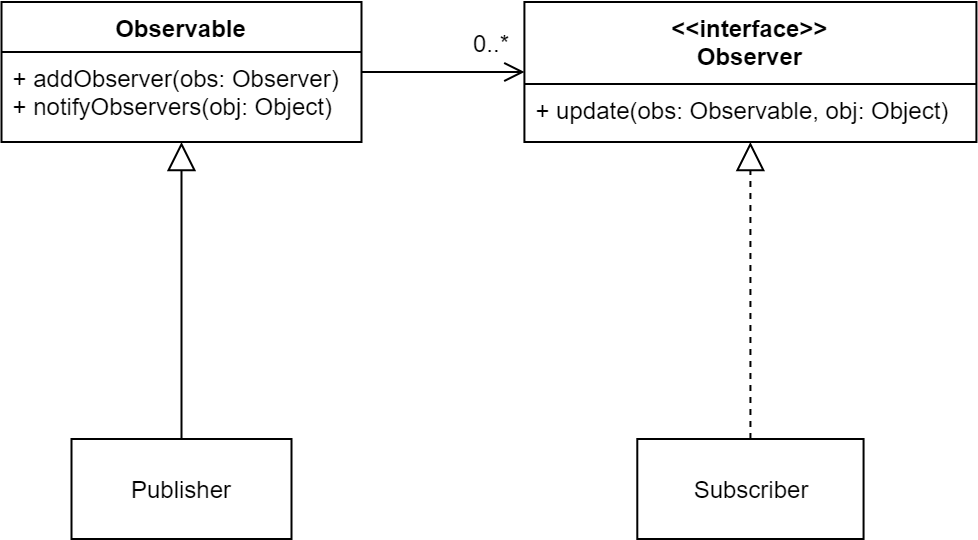 Observable
+ addObserver(obs: Observer)
+ notifyObservers(obj: Object)
0..*
<<interface>>
Observer
+ update(obs: Observable, obj: Object)
Publisher
Subscriber